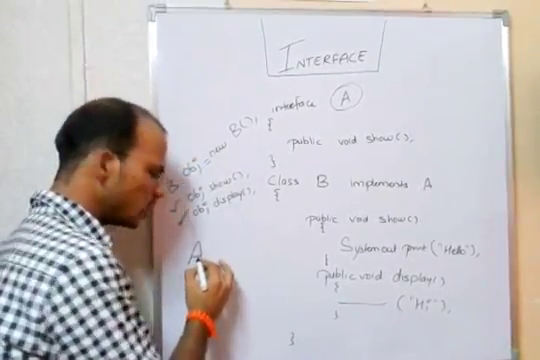 INTERFACE
interface A
{
public void show();
}
Class B implements A
{
public void show()
{
System.out.print("Hello");
}
public void display()
{
——— ("Hi");
}
}
B obj = new B();
✓ obj.show();
✓ obj.display();
A